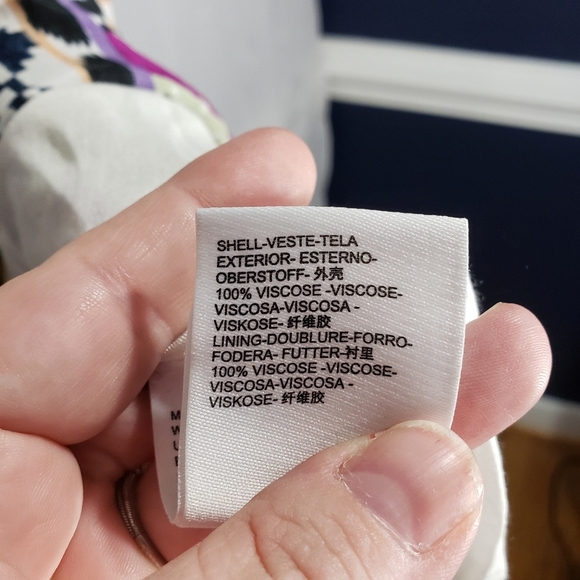 SHELL-VESTE-TELA
EXTERIOR- ESTERNO-
OBERSTOFF- 外壳
100% VISCOSE -VISCOSE-
VISCOSA-VISCOSA -
VISKOSE- 纤维胶
LINING-DOUBLURE-FORRO-
FODERA- FUTTER-衬里
100% VISCOSE -VISCOSE-
VISCOSA-VISCOSA -
VISKOSE- 纤维胶